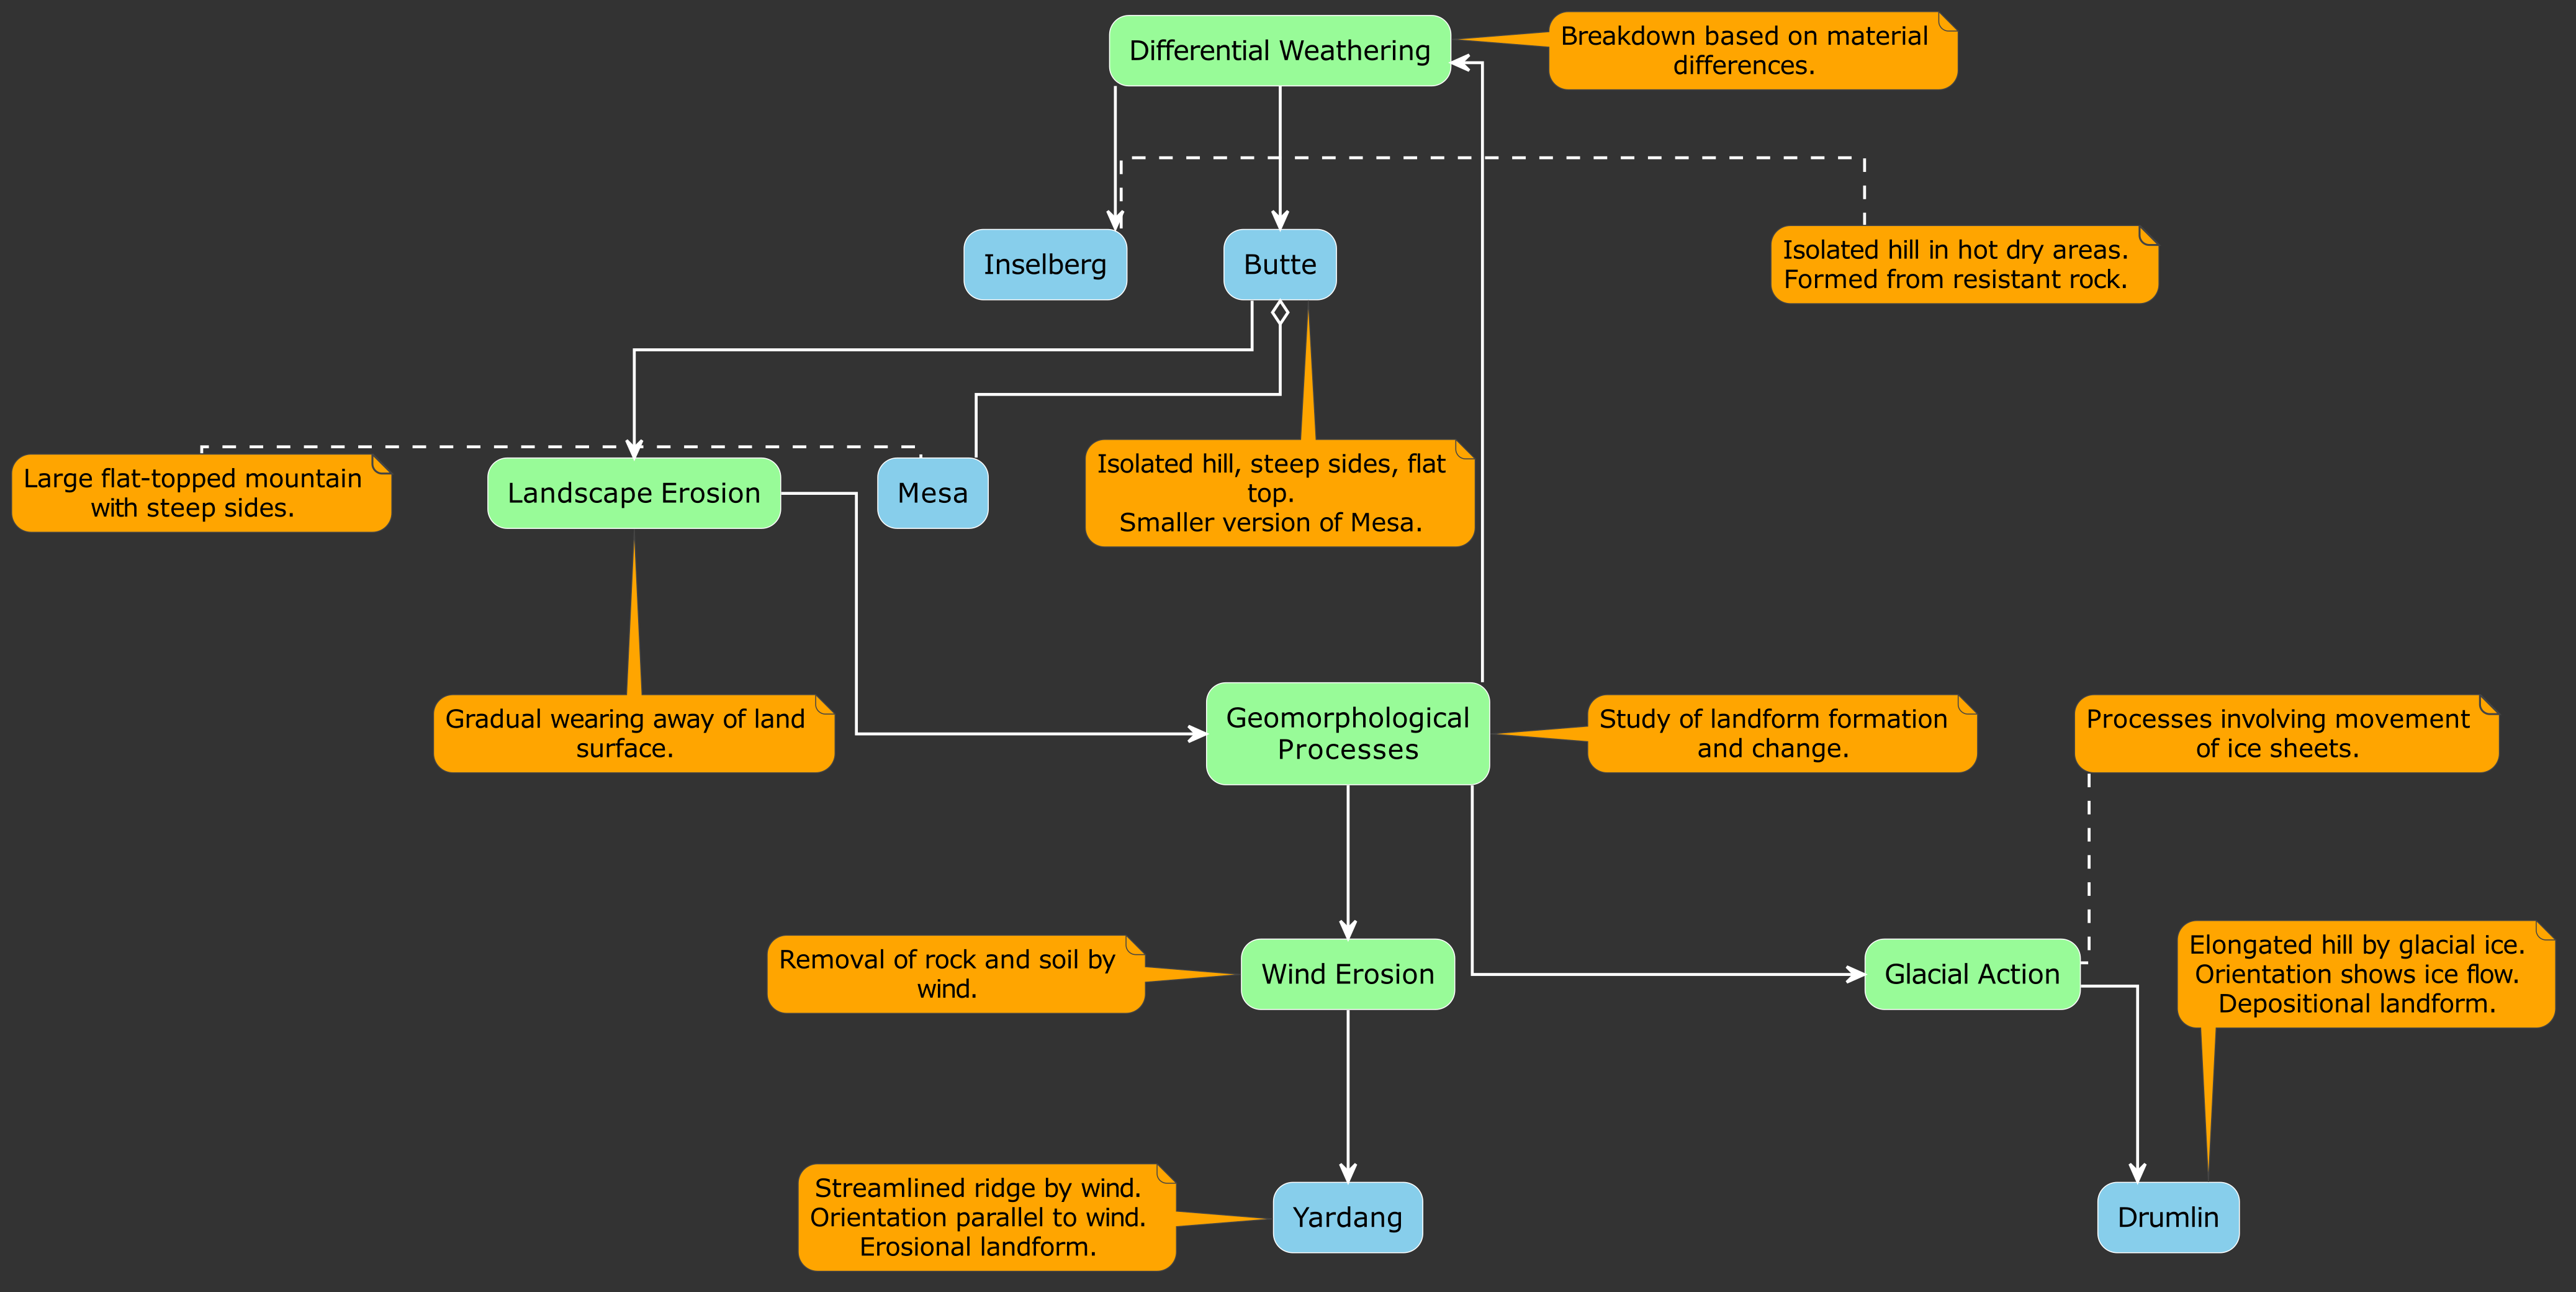 Differential Weathering
Breakdown based on material
differences.
Inselberg
Butte
Isolated hill in hot dry areas.
Formed from resistant rock.
Large flat-topped mountain
with steep sides.
Landscape Erosion
Mesa
Isolated hill, steep sides, flat
top.
Smaller version of Mesa.
Gradual wearing away of land
surface.
Geomorphological
Processes
Study of landform formation
and change.
Processes involving movement
of ice sheets.
Removal of rock and soil by
wind.
Wind Erosion
Glacial Action
Elongated hill by glacial ice.
Orientation shows ice flow.
Depositional landform.
Streamlined ridge by wind.
Orientation parallel to wind.
Erosional landform.
Yardang
Drumlin